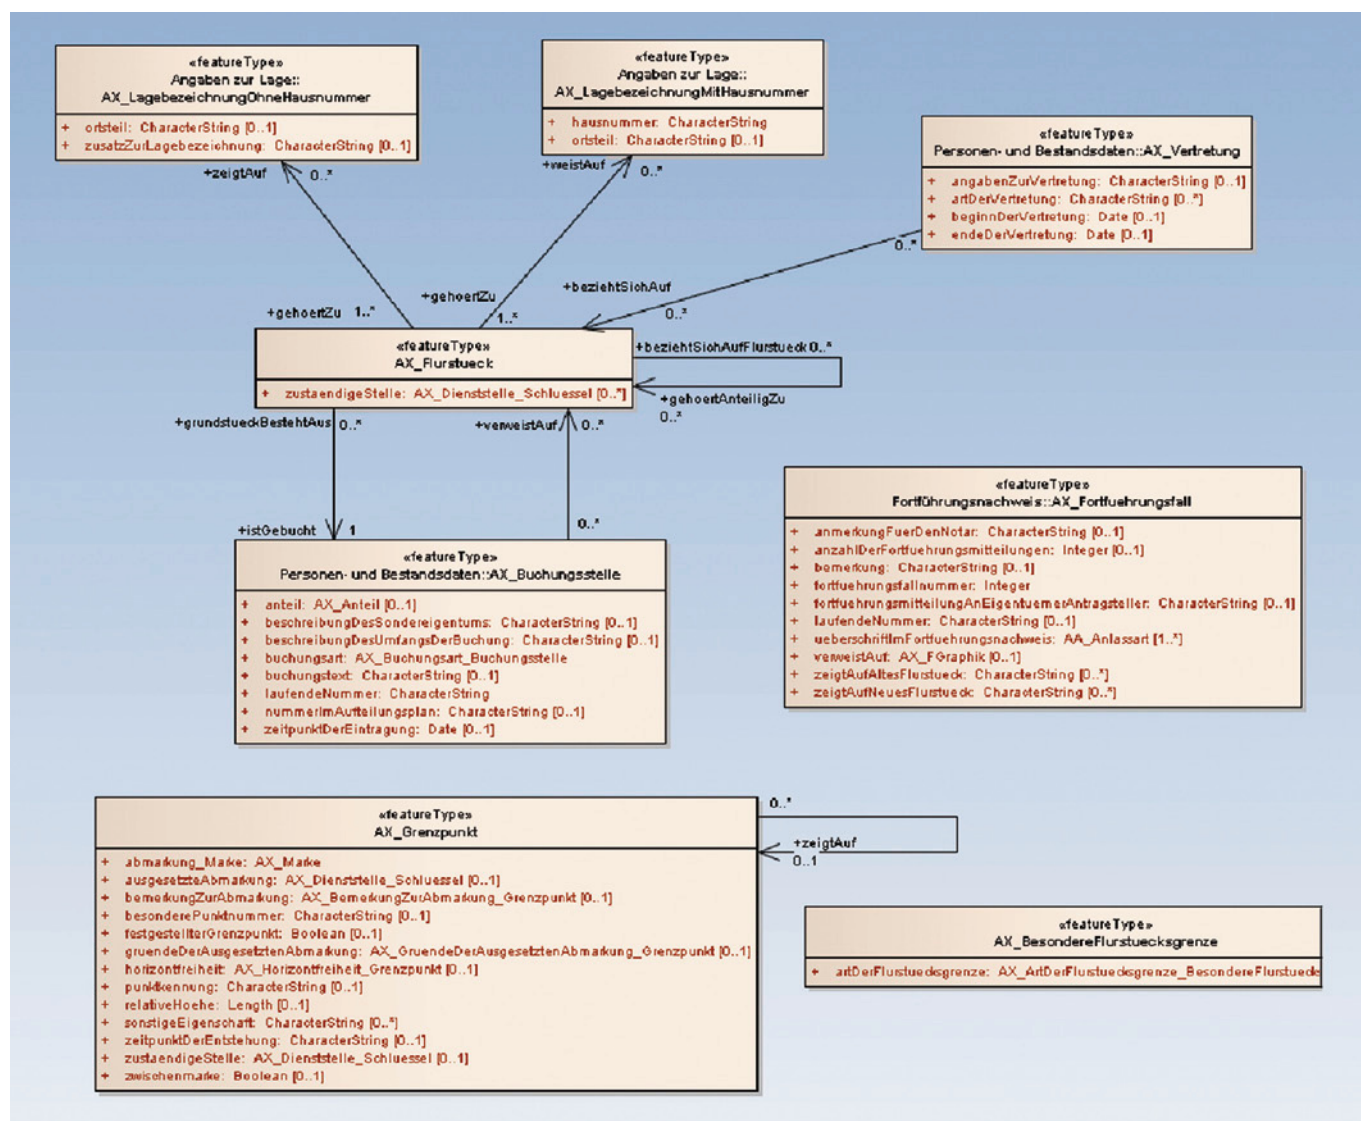 «featureType»
Angaben zur Lage::
AX_LagebezeichnungOhneHausnummer
+ ortsteil: CharacterString [0..1]
+ zusatzZurLagebezeichnung: CharacterString [0..1]
«featureType»
Angaben zur Lage::
AX_LagebezeichnungMitHausnummer
+ hausnummer: CharacterString
+ ortsteil: CharacterString [0..1]
«featureType»
Personen- und Bestandsdaten::AX_Vertretung
+ angabenZurVertretung: CharacterString [0..1]
+ artDerVertretung: CharacterString [0..*]
+ beginnDerVertretung: Date [0..1]
+ endeDerVertretung: Date [0..1]
+zeigtAuf 0..*
+weistAuf 0..*
0..*
+beziehtSichAuf
0..*
+gehoertZu 1..*
+gehoertZu
1..*
«featureType»
AX_Flurstueck
+ zustaendigeStelle: AX_Dienststelle_Schluessel [0..*]
+beziehtSichAufFlurstueck 0..*
+gehoertAnteiligZu
0..*
+grundstueckBestehtAus 0..*
+verweistAuf 0..*
+istGebucht 1
0..*
«featureType»
Personen- und Bestandsdaten::AX_Buchungsstelle
+ anteil: AX_Anteil [0..1]
+ beschreibungDesSondereigentums: CharacterString [0..1]
+ beschreibungDesUmfangsDerBuchung: CharacterString [0..1]
+ buchungsart: AX_Buchungsart_Buchungsstelle
+ buchungstext: CharacterString [0..1]
+ laufendeNummer: CharacterString
+ nummerImAufteilungsplan: CharacterString [0..1]
+ zeitpunktDerEintragung: Date [0..1]
«featureType»
Fortführungsnachweis::AX_Fortfuehrungsfall
+ anmerkungFuerDenNotar: CharacterString [0..1]
+ anzahlDerFortfuehrungsmitteilungen: Integer [0..1]
+ bemerkung: CharacterString [0..1]
+ fortfuehrungsfallnummer: Integer
+ fortfuehrungsmitteilungAnEigentuemerAntragsteller: CharacterString [0..1]
+ laufendeNummer: CharacterString [0..1]
+ ueberschriftImFortfuehrungsnachweis: AA_Anlassart [1..*]
+ verweistAuf: AX_FGraphik [0..1]
+ zeigtAufAltesFlurstueck: CharacterString [0..*]
+ zeigtAufNeuesFlurstueck: CharacterString [0..*]
«featureType»
AX_Grenzpunkt
+ abmarkung_Marke: AX_Marke
+ ausgesetzteAbmarkung: AX_Dienststelle_Schluessel [0..1]
+ bemerkungZurAbmarkung: AX_BemerkungZurAbmarkung_Grenzpunkt [0..1]
+ besonderePunktnummer: CharacterString [0..1]
+ festgestellterGrenzpunkt: Boolean [0..1]
+ gruendeDerAusgesetztenAbmarkung: AX_GruendeDerAusgesetztenAbmarkung_Grenzpunkt [0..1]
+ horizontfreiheit: AX_Horizontfreiheit_Grenzpunkt [0..1]
+ punktkennung: CharacterString [0..1]
+ relativeHoehe: Length [0..1]
+ sonstigeEigenschaft: CharacterString [0..*]
+ zeitpunktDerEntstehung: CharacterString [0..1]
+ zustaendigeStelle: AX_Dienststelle_Schluessel [0..1]
+ zwischenmarke: Boolean [0..1]
0..*
+zeigtAuf
0..1
«featureType»
AX_BesondereFlurstuecksgrenze
+ artDerFlurstuecksgrenze: AX_ArtDerFlurstuecksgrenze_BesondereFlurstueck